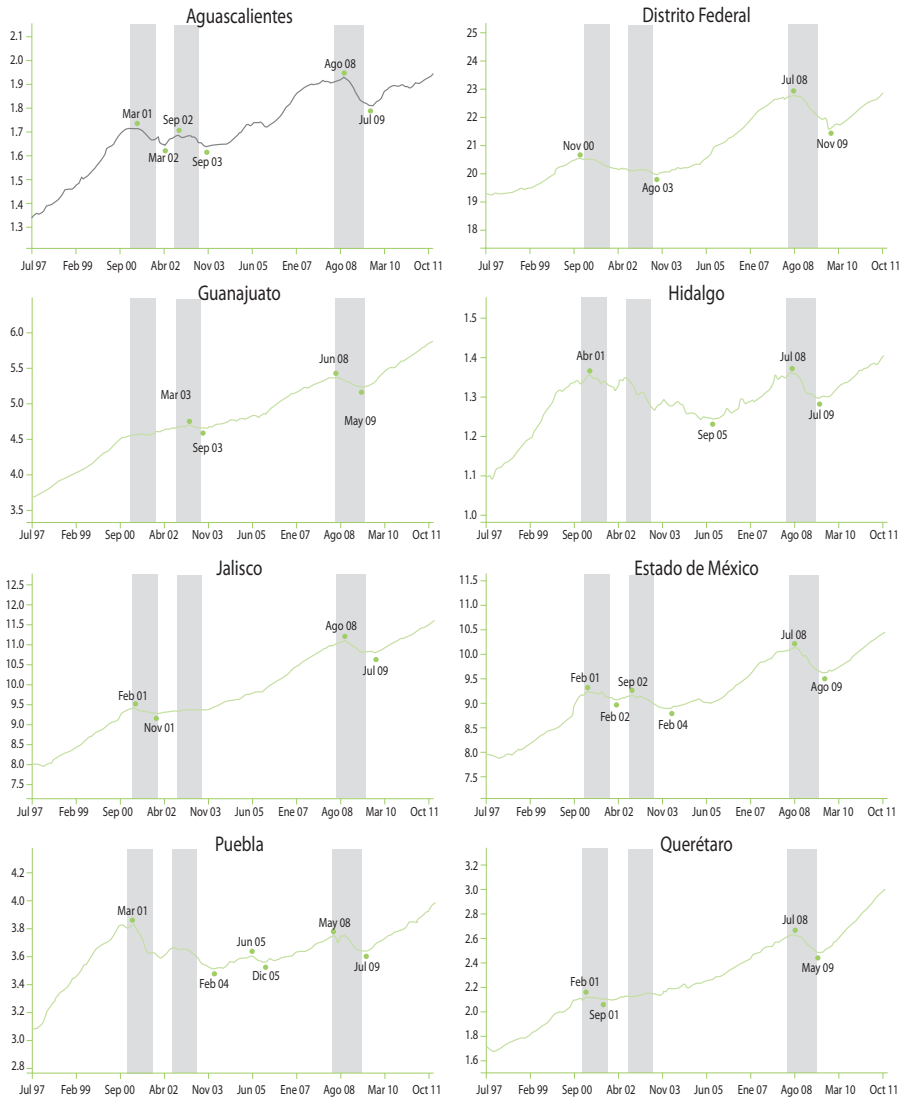 Aguascalientes
2.1
2.0
1.9
1.8
1.7
1.6
1.5
1.4
1.3
Mar 01
Mar 02
Sep 02
Sep 03
Ago 08
Jul 09
Jul 97 Feb 99 Sep 00 Abr 02 Nov 03 Jun 05 Ene 07 Ago 08 Mar 10 Oct 11
Distrito Federal
25
23
22
21
20
19
18
Nov 00
Ago 03
Jul 08
Nov 09
Jul 97 Feb 99 Sep 00 Abr 02 Nov 03 Jun 05 Ene 07 Ago 08 Mar 10 Oct 11
Guanajuato
6.0
5.5
5.0
4.5
4.0
3.5
Mar 03
Sep 03
Jun 08
May 09
Jul 97 Feb 99 Sep 00 Abr 02 Nov 03 Jun 05 Ene 07 Ago 08 Mar 10 Oct 11
Hidalgo
1.5
1.4
1.3
1.2
1.1
1.0
Abr 01
Sep 05
Jul 08
Jul 09
Jul 97 Feb 99 Sep 00 Abr 02 Nov 03 Jun 05 Ene 07 Ago 08 Mar 10 Oct 11
Jalisco
12.5
12.0
11.5
11.0
10.5
10.0
9.5
9.0
8.5
8.0
7.5
Feb 01
Nov 01
Ago 08
Jul 09
Jul 97 Feb 99 Sep 00 Abr 02 Nov 03 Jun 05 Ene 07 Ago 08 Mar 10 Oct 11
Estado de México
11.5
11.0
10.5
10.0
9.5
9.0
8.5
8.0
7.5
Feb 01
Feb 02
Sep 02
Feb 04
Jul 08
Ago 09
Jul 97 Feb 99 Sep 00 Abr 02 Nov 03 Jun 05 Ene 07 Ago 08 Mar 10 Oct 11
Puebla
4.2
4.0
3.8
3.6
3.4
3.2
3.0
2.8
Mar 01
Feb 04
Jun 05
Dic 05
May 08
Jul 09
Jul 97 Feb 99 Sep 00 Abr 02 Nov 03 Jun 05 Ene 07 Ago 08 Mar 10 Oct 11
Querétaro
3.2
3.0
2.8
2.6
2.4
2.2
2.0
1.8
1.6
Feb 01
Sep 01
Jul 08
May 09
Jul 97 Feb 99 Sep 00 Abr 02 Nov 03 Jun 05 Ene 07 Ago 08 Mar 10 Oct 11